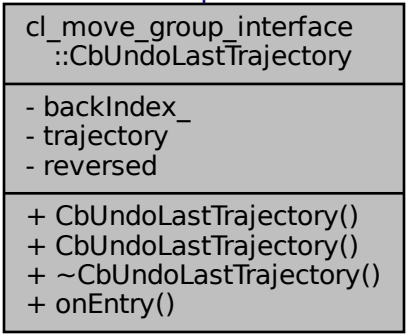 cl_move_group_interface
::CbUndoLastTrajectory
- backIndex_
- trajectory
- reversed
+ CbUndoLastTrajectory()
+ CbUndoLastTrajectory()
+ ~CbUndoLastTrajectory()
+ onEntry()